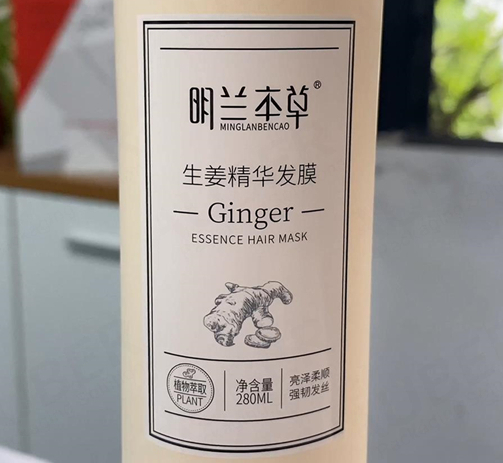 明兰本草®
MINGLANBENCAO
生姜精华发膜
Ginger
ESSENCE HAIR MASK
植物萃取
PLANT
净含量
280ML
亮泽柔顺
强韧发丝